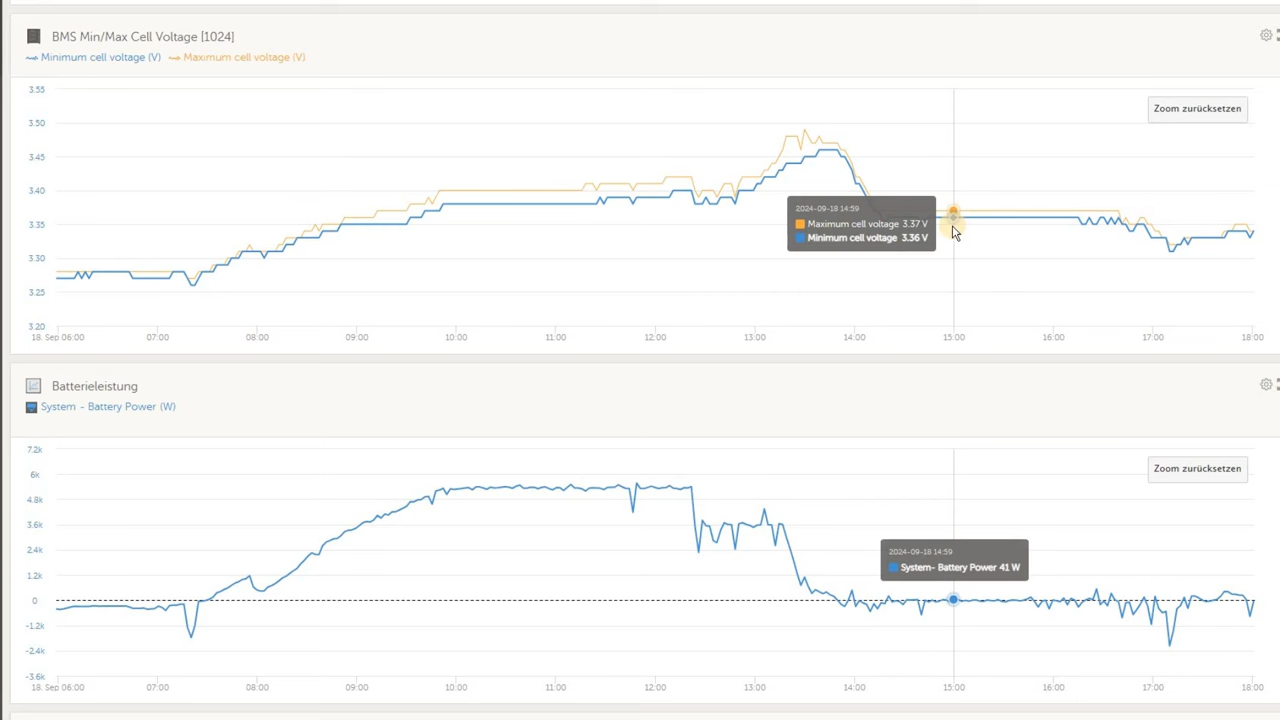 BMS Min/Max Cell Voltage [1024]
Minimum cell voltage (V) Maximum cell voltage (V)
3.55
Zoom zurücksetzen
3.50
3.45
3.40
3.35
3.30
3.25
3.20
2024-09-18 14:59
Maximum cell voltage 3.37 V
Minimum cell voltage 3.36 V
18. Sep 06:00 07:00 08:00 09:00 10:00 11:00 12:00 13:00 14:00 15:00 16:00 17:00 18:00
Batterieleistung
System - Battery Power (W)
7.2k
Zoom zurücksetzen
6k
4.8k
3.6k
2.4k
1.2k
0
-1.2k
-2.4k
-3.6k
2024-09-18 14:59
System- Battery Power 41 W
18. Sep 06:00 07:00 08:00 09:00 10:00 11:00 12:00 13:00 14:00 15:00 16:00 17:00 18:00